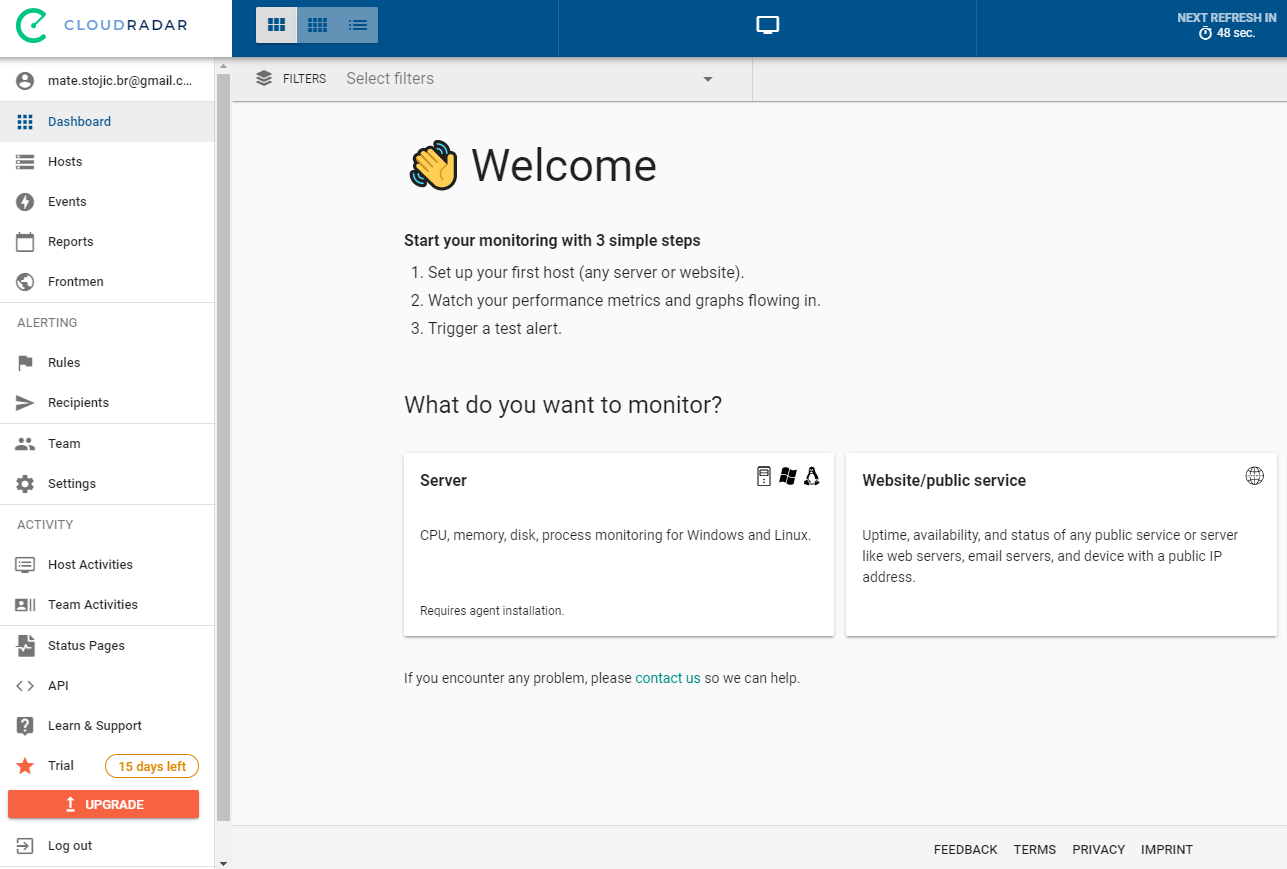 CLOUDRADAR
NEXT REFRESH IN
48 sec.
mate.stojic.br@gmail.c...
Dashboard
Hosts
Events
Reports
Frontmen
ALERTING
Rules
Recipients
Team
Settings
ACTIVITY
Host Activities
Team Activities
Status Pages
API
Learn & Support
Trial 15 days left
UPGRADE
Log out
FILTERS Select filters
Welcome
Start your monitoring with 3 simple steps
1. Set up your first host (any server or website).
2. Watch your performance metrics and graphs flowing in.
3. Trigger a test alert.
What do you want to monitor?
Server
CPU, memory, disk, process monitoring for Windows and Linux.
Requires agent installation.
Website/public service
Uptime, availability, and status of any public service or server
like web servers, email servers, and device with a public IP
address.
If you encounter any problem, please contact us so we can help.
FEEDBACK TERMS PRIVACY IMPRINT